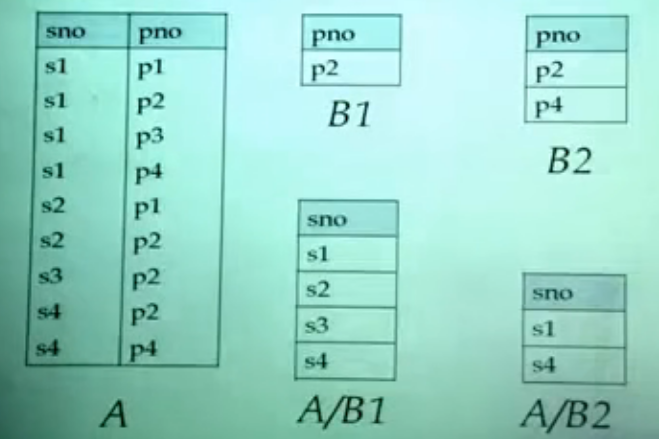 sno pno
s1 p1
s1 p2
s1 p3
s1 p4
s2 p1
s2 p2
s3 p2
s4 p2
s4 p4
A
pno
p2
B1
pno
p2
p4
B2
sno
s1
s2
s3
s4
A/B1
sno
s1
s4
A/B2